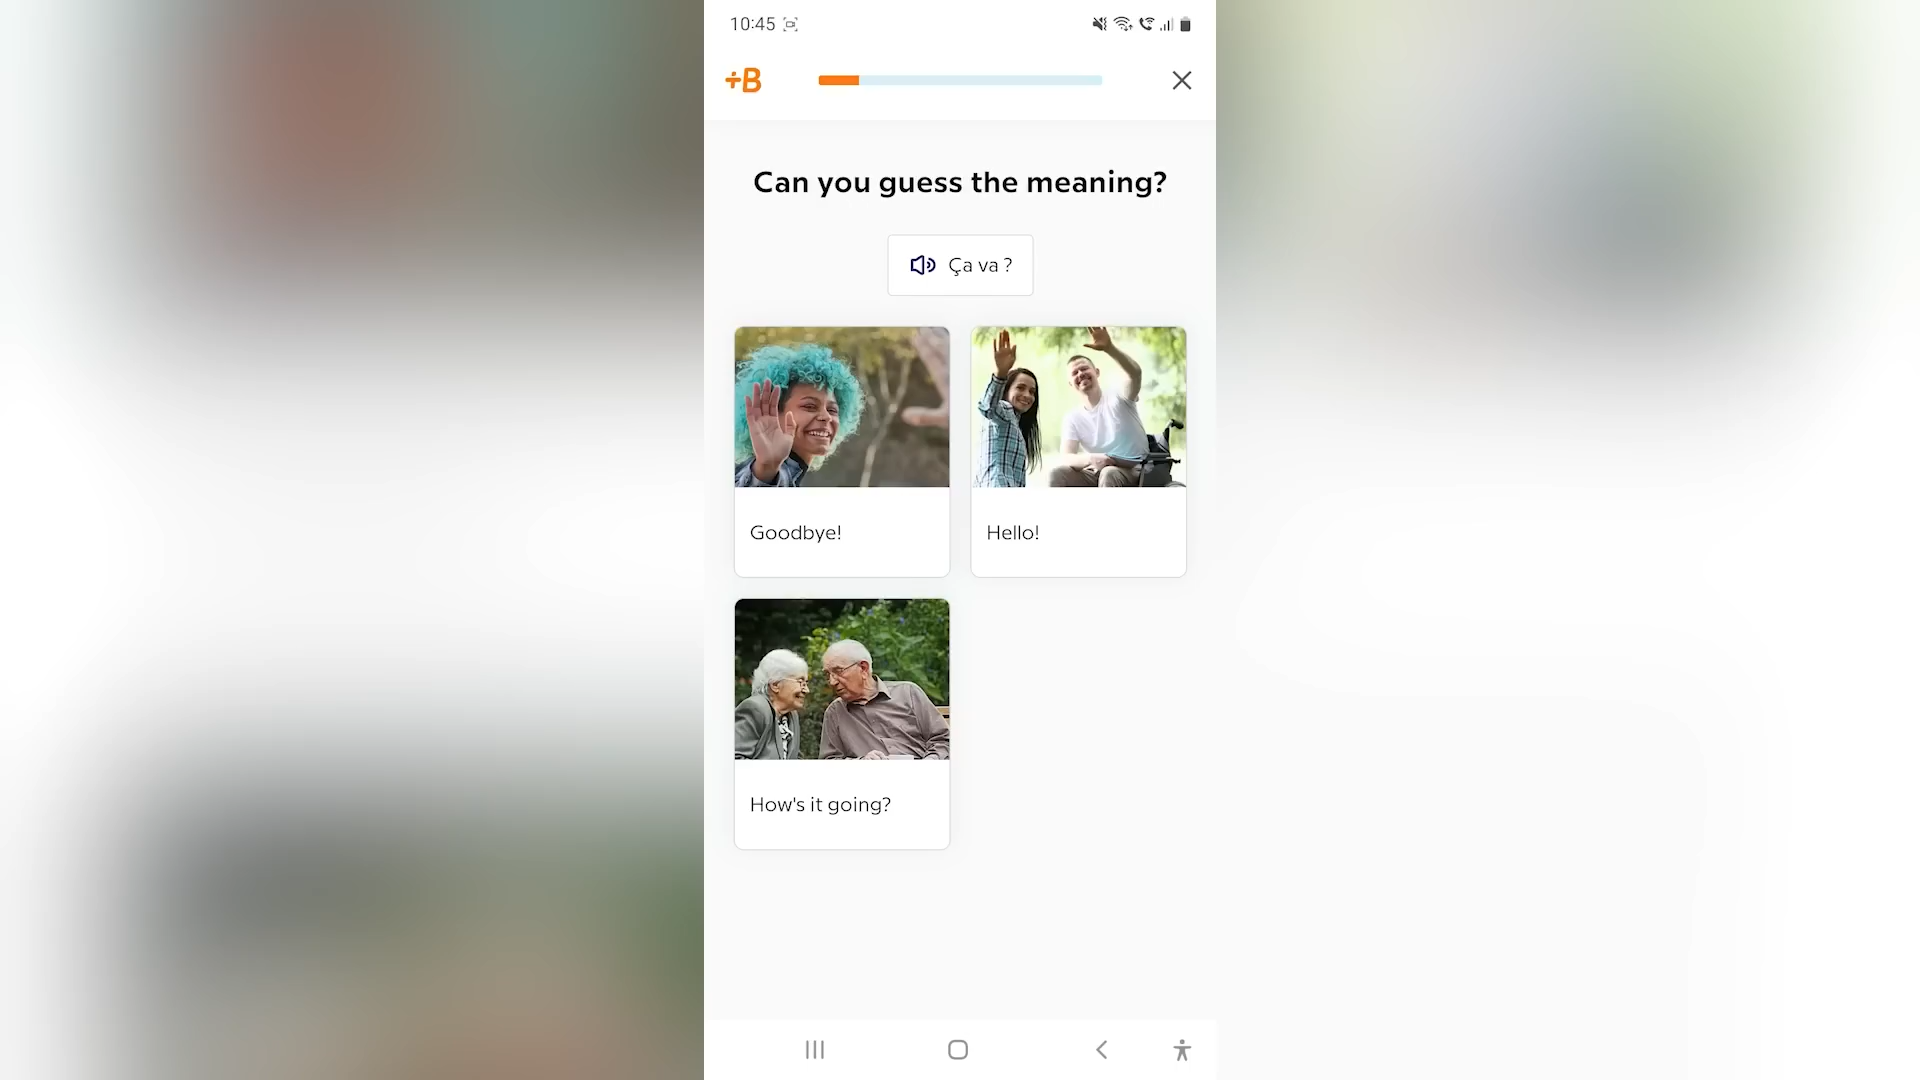 10:45
+B
Can you guess the meaning?
Ça va ?
Goodbye!
Hello!
How's it going?